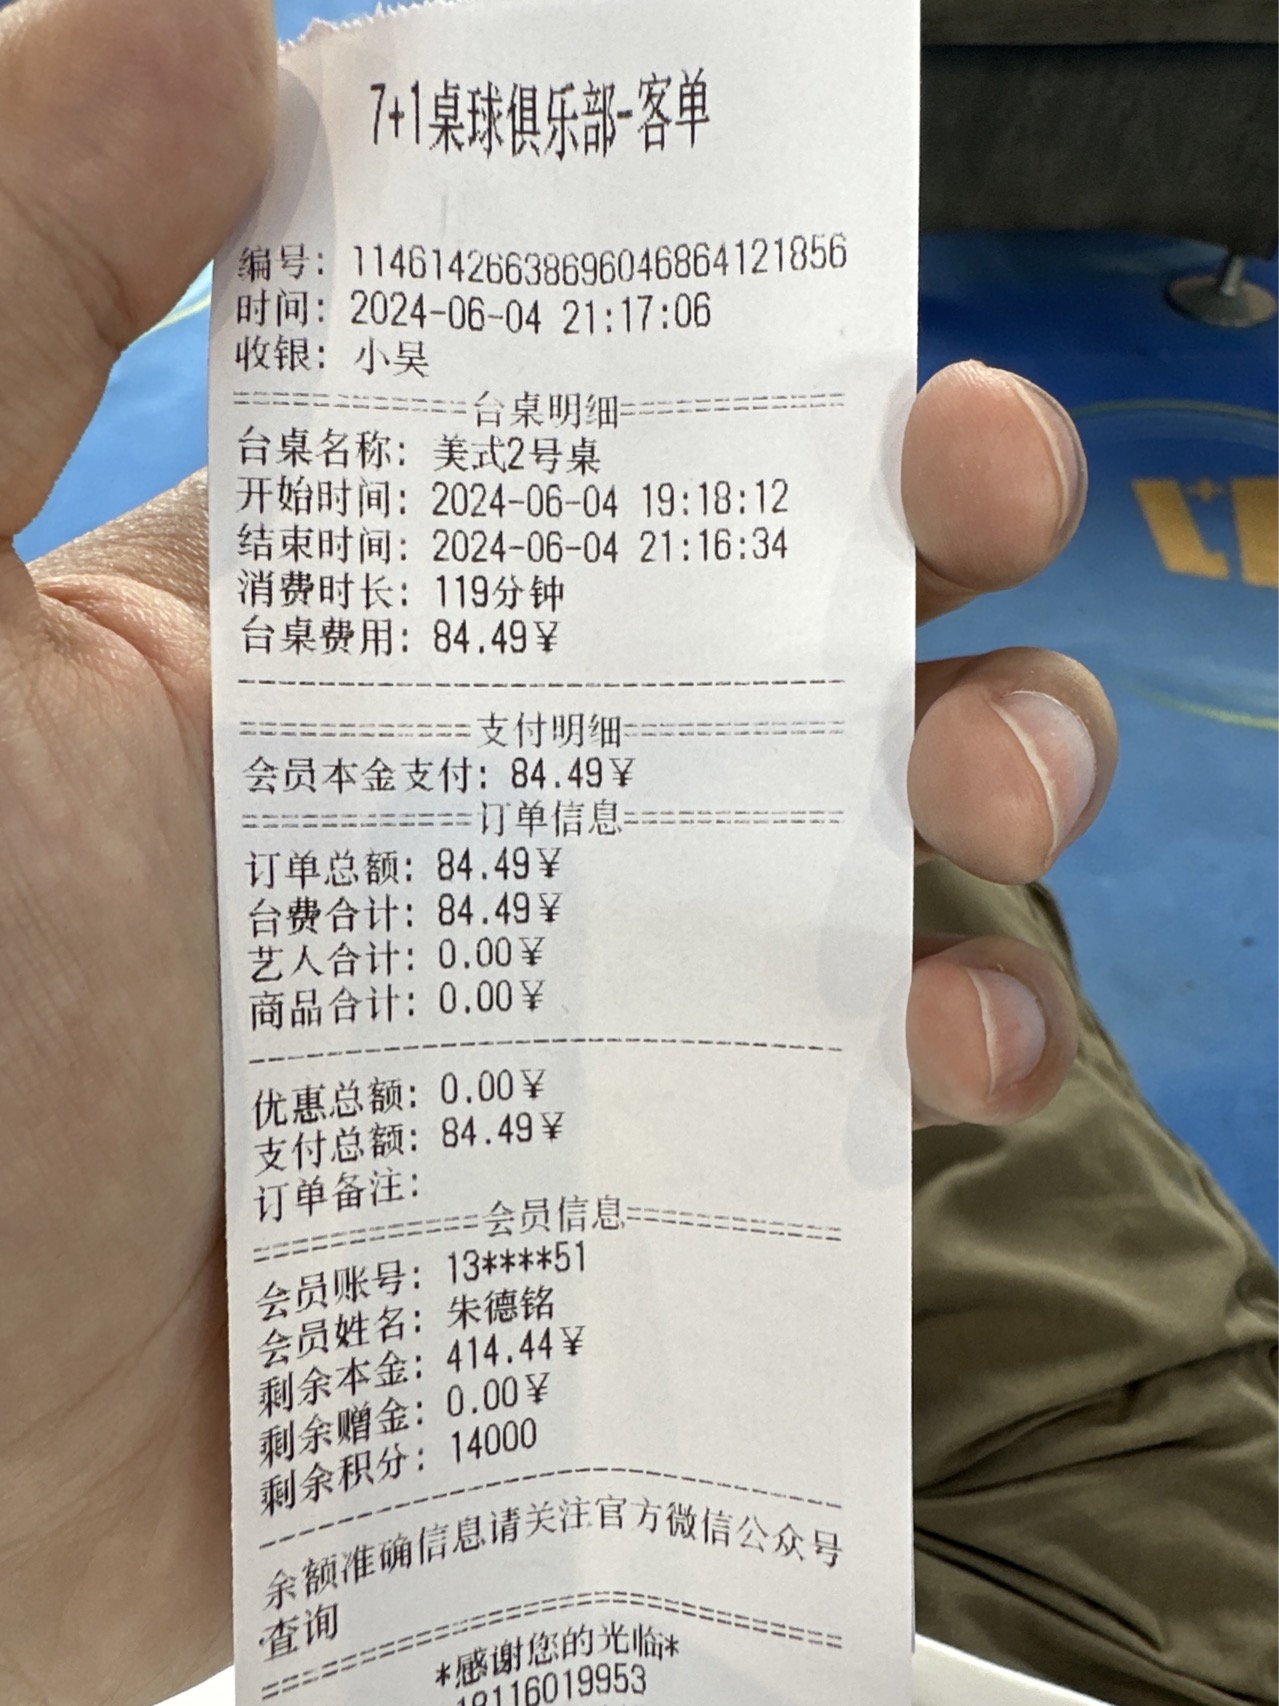 7+1桌球俱乐部-客单
编号: 1146142663869604686412​1856
时间: 2024-06-04 21:17:06
收银: 小吴
============台桌明细============
台桌名称: 美式2号桌
开始时间: 2024-06-04 19:18:12
结束时间: 2024-06-04 21:16:34
消费时长: 119分钟
台桌费用: 84.49¥
--------------------------------
============支付明细============
会员本金支付: 84.49¥
============订单信息============
订单总额: 84.49¥
台费合计: 84.49¥
艺人合计: 0.00¥
商品合计: 0.00¥
--------------------------------
优惠总额: 0.00¥
支付总额: 84.49¥
订单备注:
============会员信息============
会员账号: 13****51
会员姓名: 朱德铭
剩余本金: 414.44¥
剩余赠金: 0.00¥
剩余积分: 14000
--------------------------------
余额准确信息请关注官方微信公众号
查询
================================
*感谢您的光临*
18116019953